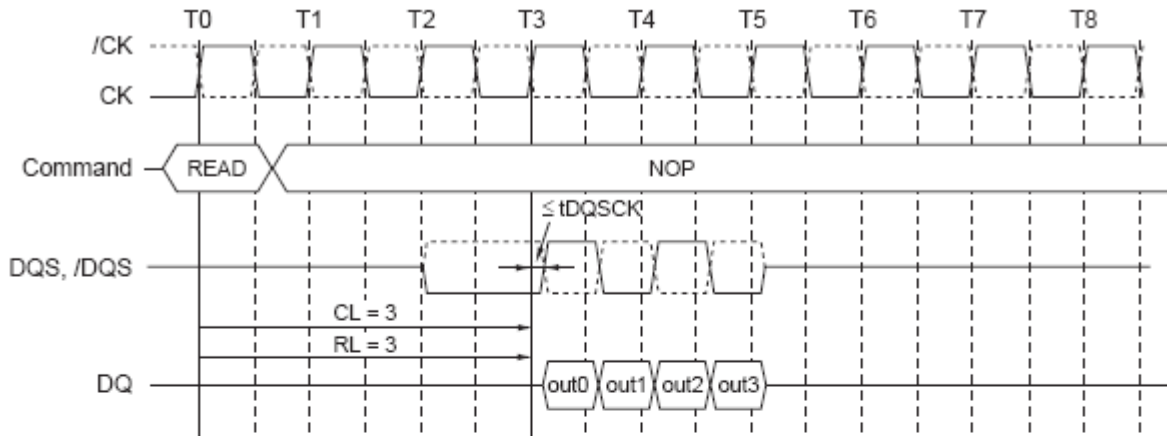 T0 T1 T2 T3 T4 T5 T6 T7 T8
/CK
CK
Command READ NOP
≤ tDQSCK
DQS, /DQS
CL = 3
RL = 3
DQ out0 out1 out2 out3